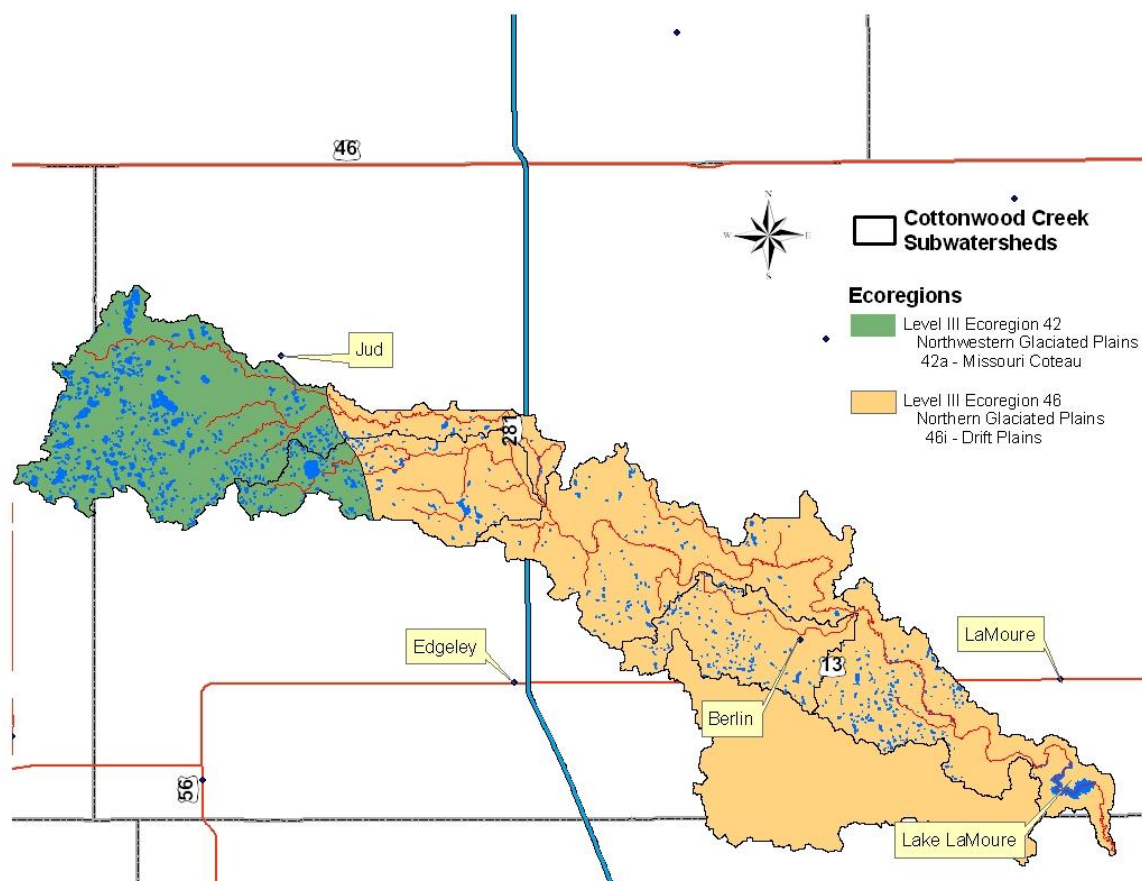 46
N
W
E
S
Cottonwood Creek
Subwatersheds
Ecoregions
Level III Ecoregion 42
Northwestern Glaciated Plains
42a - Missouri Coteau
Level III Ecoregion 46
Northern Glaciated Plains
46i - Drift Plains
Jud
281
Edgeley
LaMoure
13
Berlin
56
Lake LaMoure